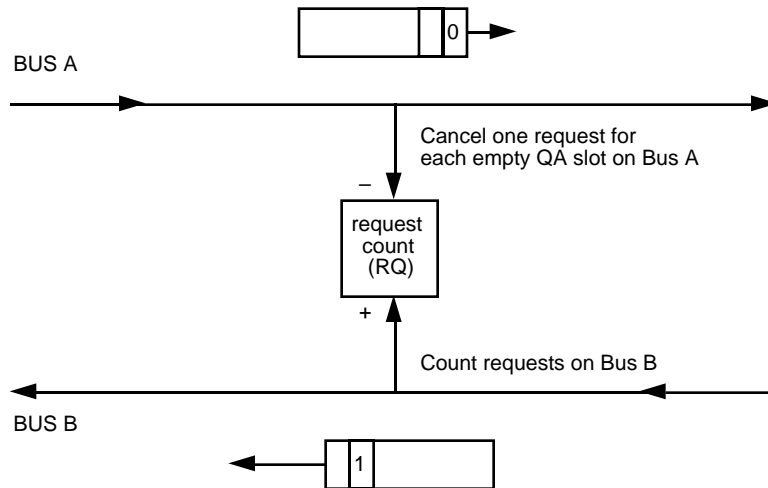 0
BUS A
Cancel one request for
each empty QA slot on Bus A
–
request
count
(RQ)
+
Count requests on Bus B
BUS B
1